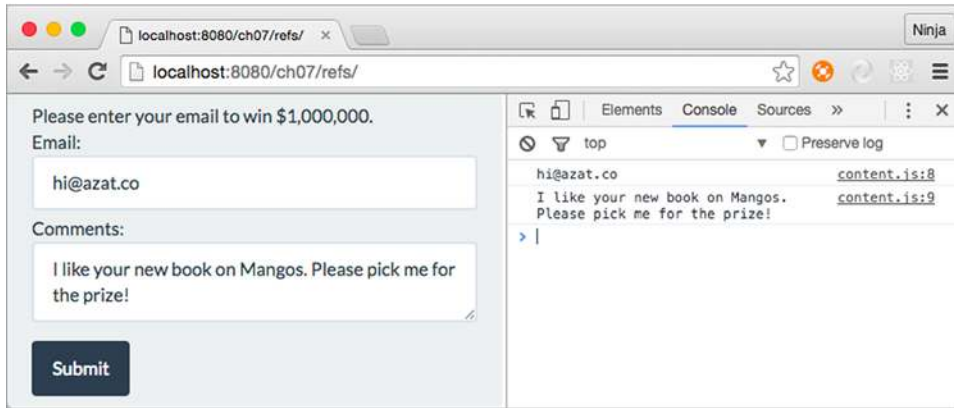 localhost:8080/ch07/refs/ ×
Ninja
localhost:8080/ch07/refs/
Please enter your email to win $1,000,000.
Email:
hi@azat.co
Comments:
I like your new book on Mangos. Please pick me for
the prize!
Submit
Elements Console Sources »
top Preserve log
hi@azat.co content.js:8
I like your new book on Mangos. content.js:9
Please pick me for the prize!
>